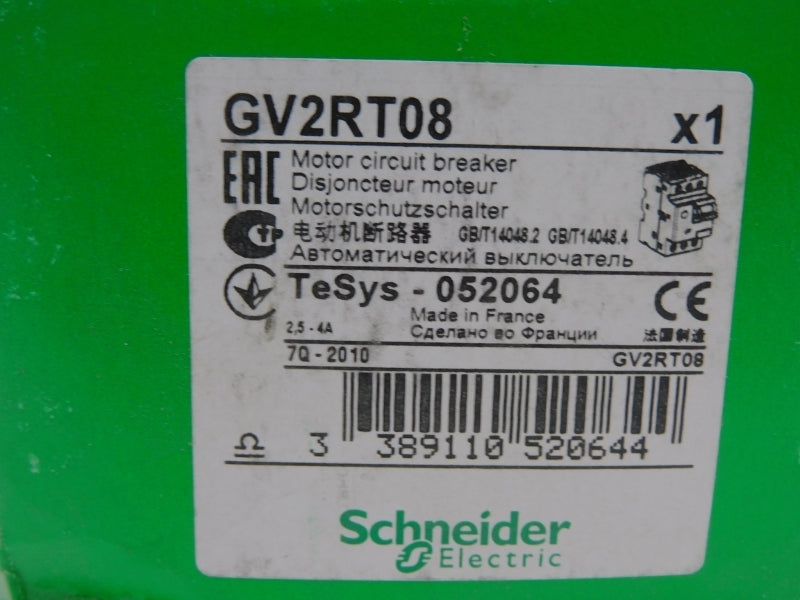 GV2RT08 x1
EAC
Motor circuit breaker
Disjoncteur moteur
Motorschutzschalter
电动机断路器 GB/T14048.2 GB/T14048.4
Автоматический выключатель
TeSys - 052064
CE
Made in France
2,5 - 4A Сделано во Франции 法国制造
7Q - 2010 GV2RT08
3 389110 520644
Schneider
Electric